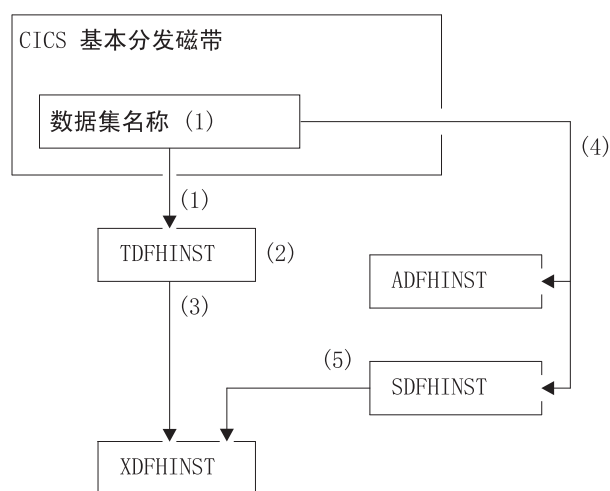 CICS 基本分发磁带
数据集名称 (1)
(4)
(1)
TDFHINST
(2)
ADFHINST
(3)
(5)
SDFHINST
XDFHINST